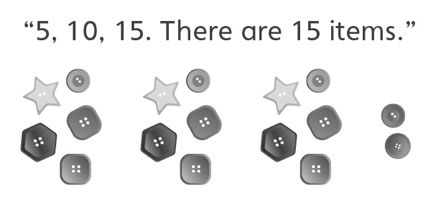 “5, 10, 15. There are 15 items.”